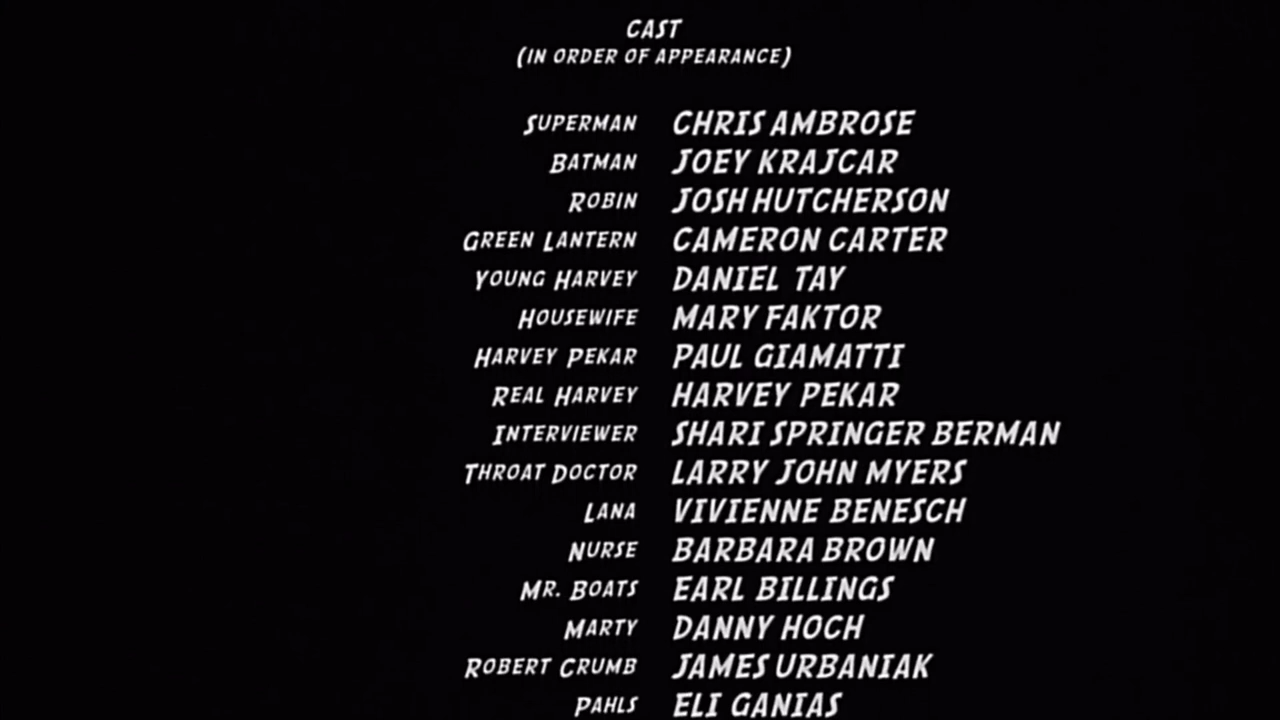 CAST
(IN ORDER OF APPEARANCE)
SUPERMAN CHRIS AMBROSE
BATMAN JOEY KRAJCAR
ROBIN JOSH HUTCHERSON
GREEN LANTERN CAMERON CARTER
YOUNG HARVEY DANIEL TAY
HOUSEWIFE MARY FAKTOR
HARVEY PEKAR PAUL GIAMATTI
REAL HARVEY HARVEY PEKAR
INTERVIEWER SHARI SPRINGER BERMAN
THROAT DOCTOR LARRY JOHN MYERS
LANA VIVIENNE BENESCH
NURSE BARBARA BROWN
MR. BOATS EARL BILLINGS
MARTY DANNY HOCH
ROBERT CRUMB JAMES URBANIAK
PAHLS ELI GANIAS